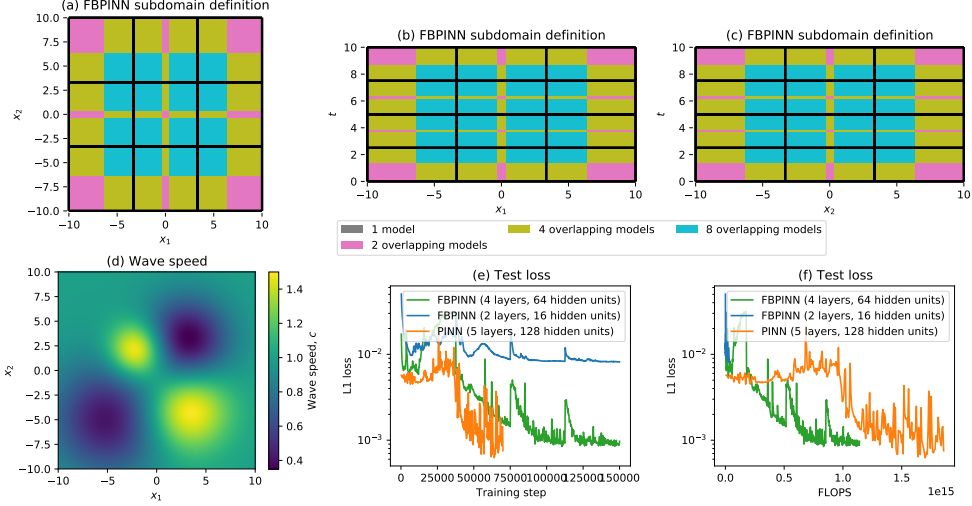 (a) FBPINN subdomain definition
10.0
7.5
5.0
2.5
0.0
−2.5
−5.0
−7.5
−10.0
x₂
−10 −5 0 5 10
x₁
(b) FBPINN subdomain definition
10
8
6
4
2
0
t
−10 −5 0 5 10
x₁
(c) FBPINN subdomain definition
10
8
6
4
2
0
t
−10 −5 0 5 10
x₂
1 model
2 overlapping models
4 overlapping models
8 overlapping models
(d) Wave speed
10.0
7.5
5.0
2.5
0.0
−2.5
−5.0
−7.5
−10.0
x₂
−10 −5 0 5 10
x₁
1.4
1.2
1.0
0.8
0.6
0.4
Wave speed, c
(e) Test loss
FBPINN (4 layers, 64 hidden units)
FBPINN (2 layers, 16 hidden units)
PINN (5 layers, 128 hidden units)
10⁻²
10⁻³
L1 loss
0 25000 50000 75000 100000 125000 150000
Training step
(f) Test loss
FBPINN (4 layers, 64 hidden units)
FBPINN (2 layers, 16 hidden units)
PINN (5 layers, 128 hidden units)
10⁻²
10⁻³
L1 loss
0.0 0.5 1.0 1.5
1e15
FLOPS